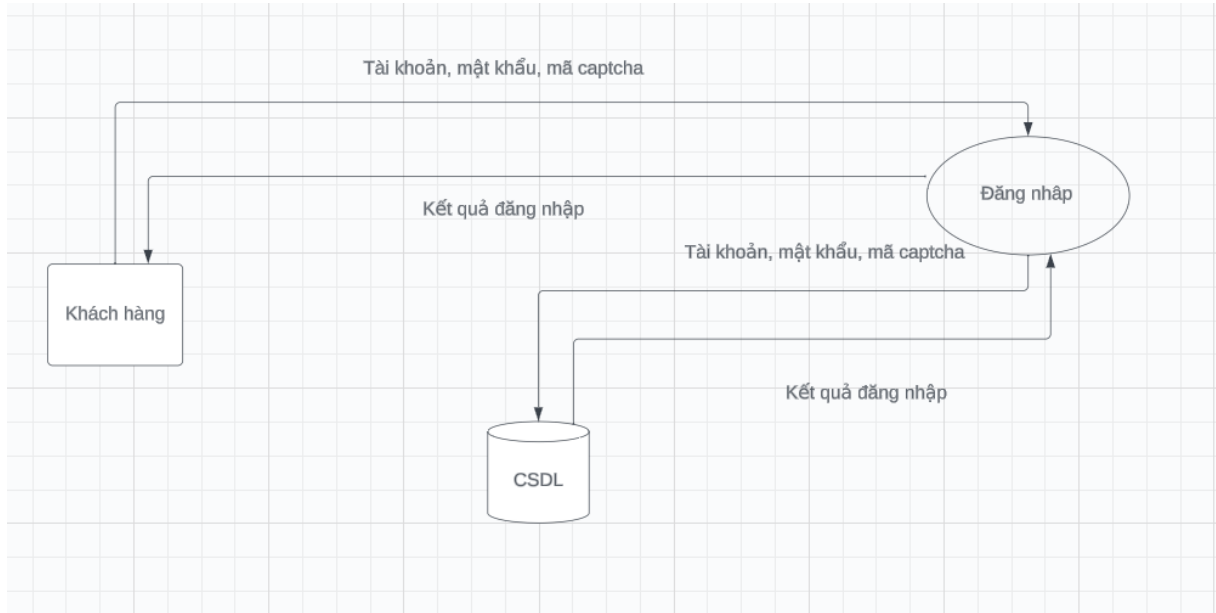 Tài khoản, mật khẩu, mã captcha
Đăng nhâp
Kết quả đăng nhập
Tài khoản, mật khẩu, mã captcha
Khách hàng
Kết quả đăng nhập
CSDL